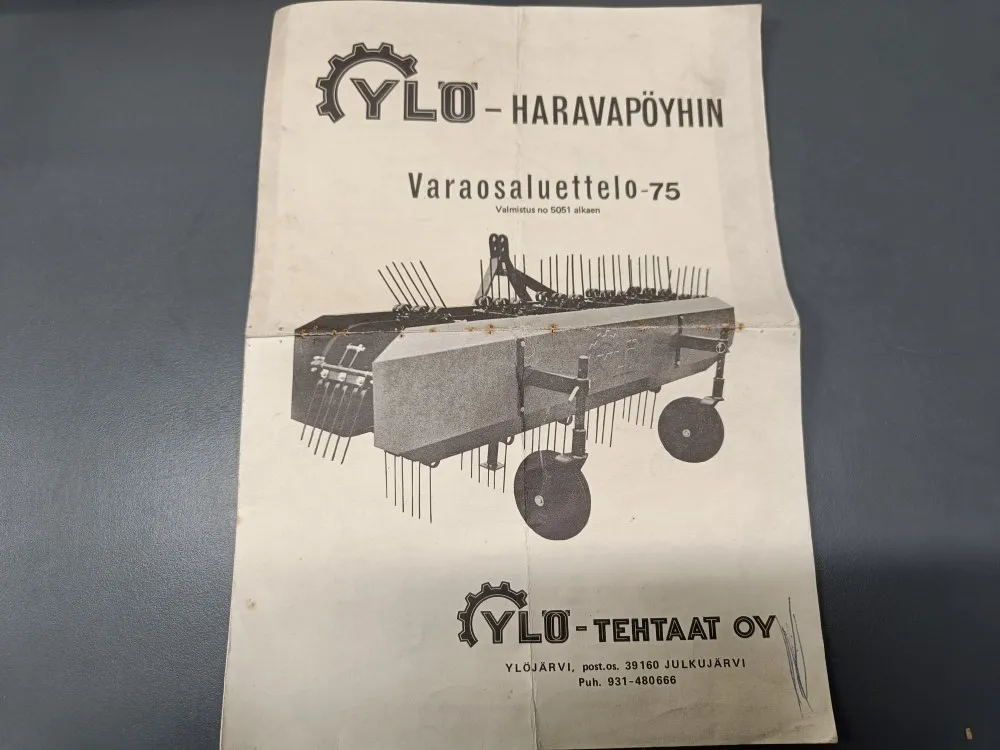 YLÖ - HARAVAPÖYHIN
Varaosaluettelo-75
Valmistus no 5051 alkaen
YLÖ - TEHTAAT OY
YLÖJÄRVI, post.os. 39160 JULKUJÄRVI
Puh. 931-480666